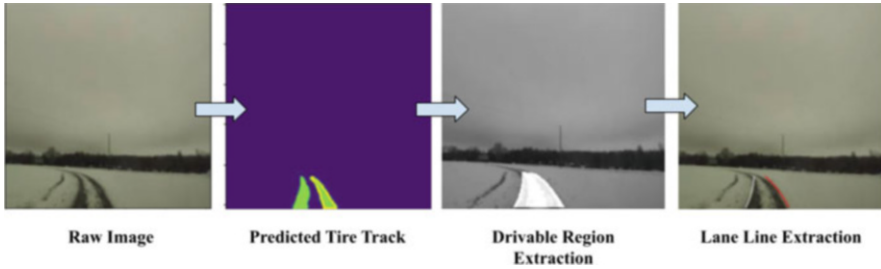 Raw Image
Predicted Tire Track
Drivable Region
Extraction
Lane Line Extraction